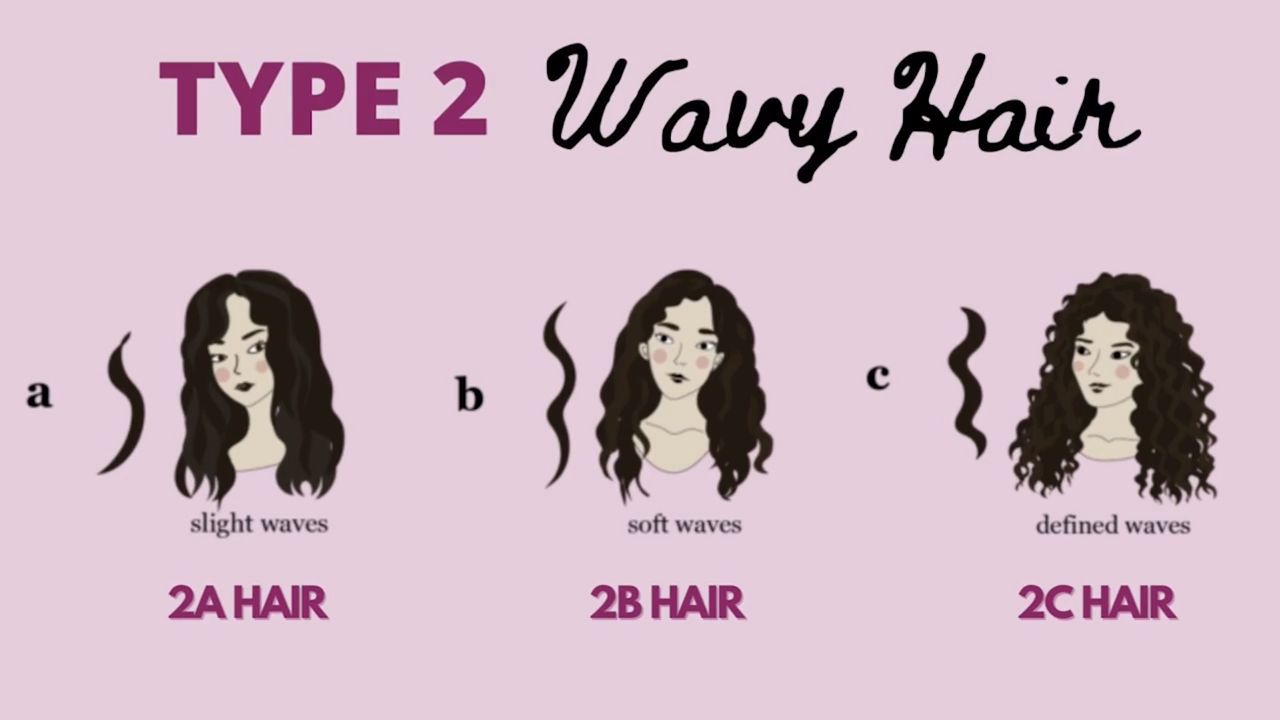 TYPE 2 Wavy Hair
a
slight waves
2A HAIR
b
soft waves
2B HAIR
c
defined waves
2C HAIR